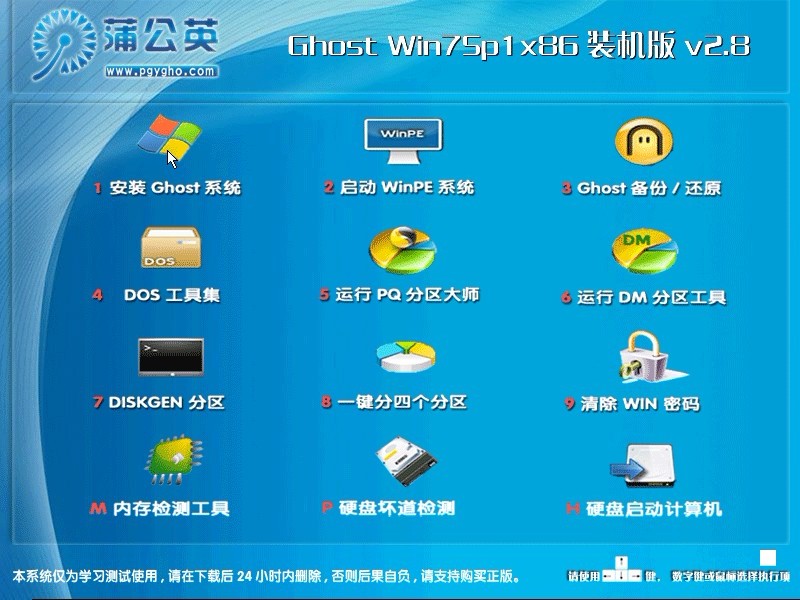 蒲公英
www.pgygho.com
Ghost Win7Sp1x86 装机版 v2.8
WinPE
1 安装 Ghost 系统
2 启动 WinPE 系统
3 Ghost 备份 / 还原
DOS
DM
4 DOS 工具集
5 运行 PQ 分区大师
6 运行 DM 分区工具
>_
7 DISKGEN 分区
8 一键分四个分区
9 清除 WIN 密码
M 内存检测工具
P 硬盘坏道检测
H 硬盘启动计算机
本系统仅为学习测试使用，请在下载后 24 小时内删除，否则后果自负，请支持购买正版。
请使用 键， 数字键或鼠标选择执行项